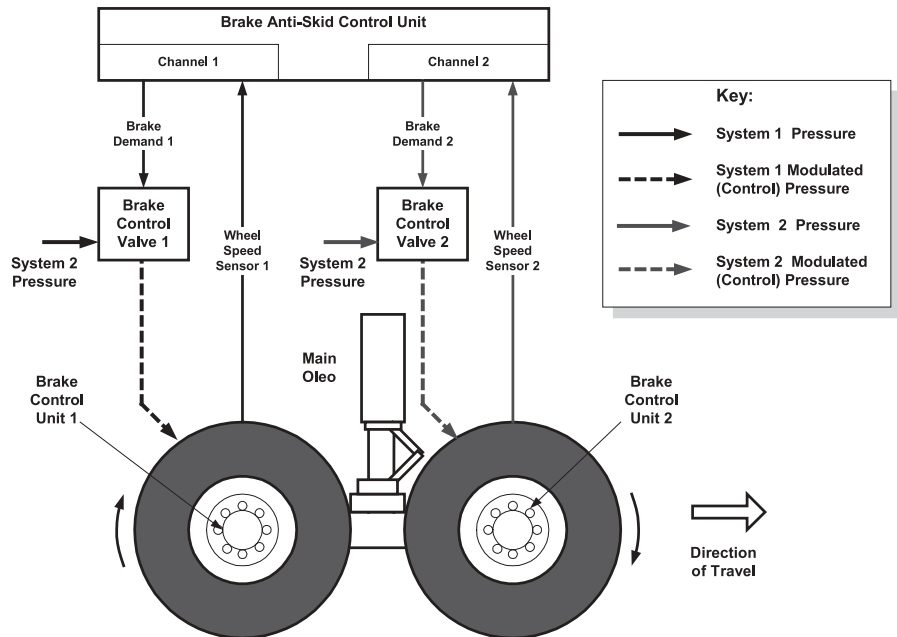 Brake Anti-Skid Control Unit
Channel 1
Channel 2
Brake
Demand 1
Brake
Demand 2
Brake
Control
Valve 1
Brake
Control
Valve 2
System 2
Pressure
Wheel
Speed
Sensor 1
System 2
Pressure
Wheel
Speed
Sensor 2
Key:
System 1 Pressure
System 1 Modulated
(Control) Pressure
System 2 Pressure
System 2 Modulated
(Control) Pressure
Main
Oleo
Brake
Control
Unit 1
Brake
Control
Unit 2
Direction
of Travel